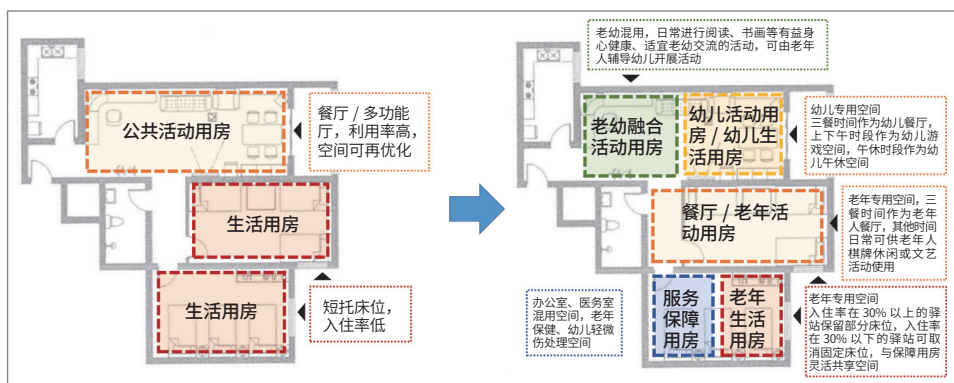 公共活动用房
餐厅 / 多功能
厅，利用率高，
空间可再优化
生活用房
生活用房
短托床位，
入住率低
老幼混用，日常进行阅读、书画等有益身
心健康、适宜老幼交流的活动，可由老年
人辅导幼儿开展活动
老幼融合
活动用房
幼儿活动用
房 / 幼儿生
活用房
幼儿专用空间
三餐时间作为幼儿餐厅，
上下午时段作为幼儿游
戏空间，午休时段作为幼
儿午休空间
餐厅 / 老年活
动用房
老年专用空间，三
餐时间作为老年
人餐厅，其他时间
日常可供老年人
棋牌休闲或文艺
活动使用
办公室、医务室
混用空间，老年
保健、幼儿轻微
伤处理空间
服务
保障
用房
老年
生活
用房
老年专用空间
入住率在 30% 以上的驿
站保留部分床位，入住率
在 30% 以下的驿站可取
消固定床位，与保障用房
灵活共享空间